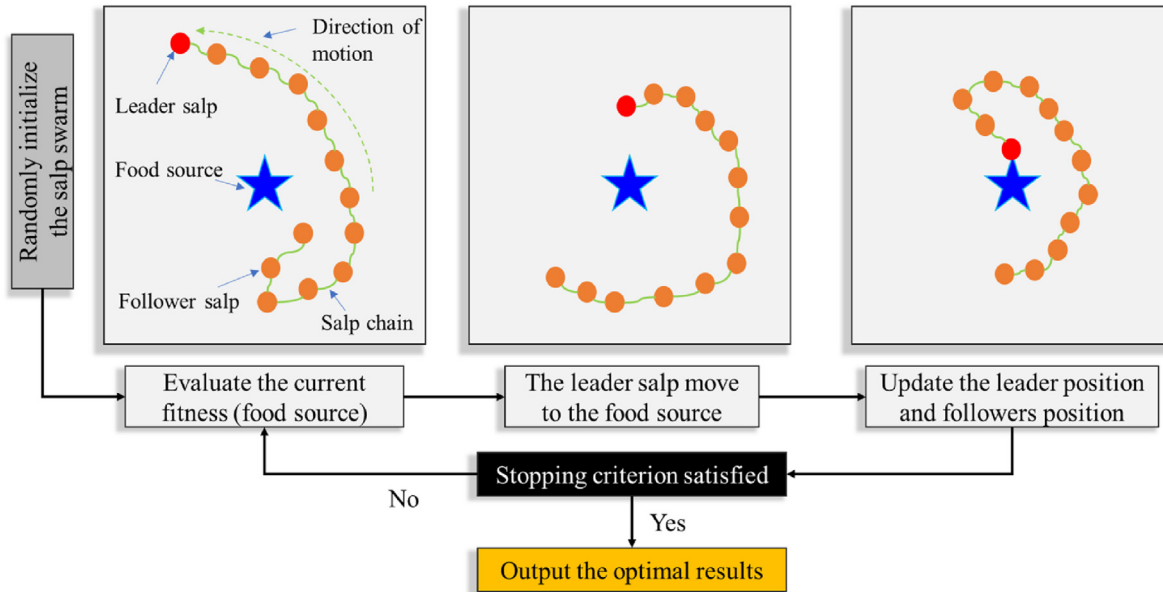 Randomly initialize
the salp swarm
Direction of
motion
Leader salp
Food source
Follower salp
Salp chain
Evaluate the current
fitness (food source)
The leader salp move
to the food source
Update the leader position
and followers position
Stopping criterion satisfied
No
Yes
Output the optimal results